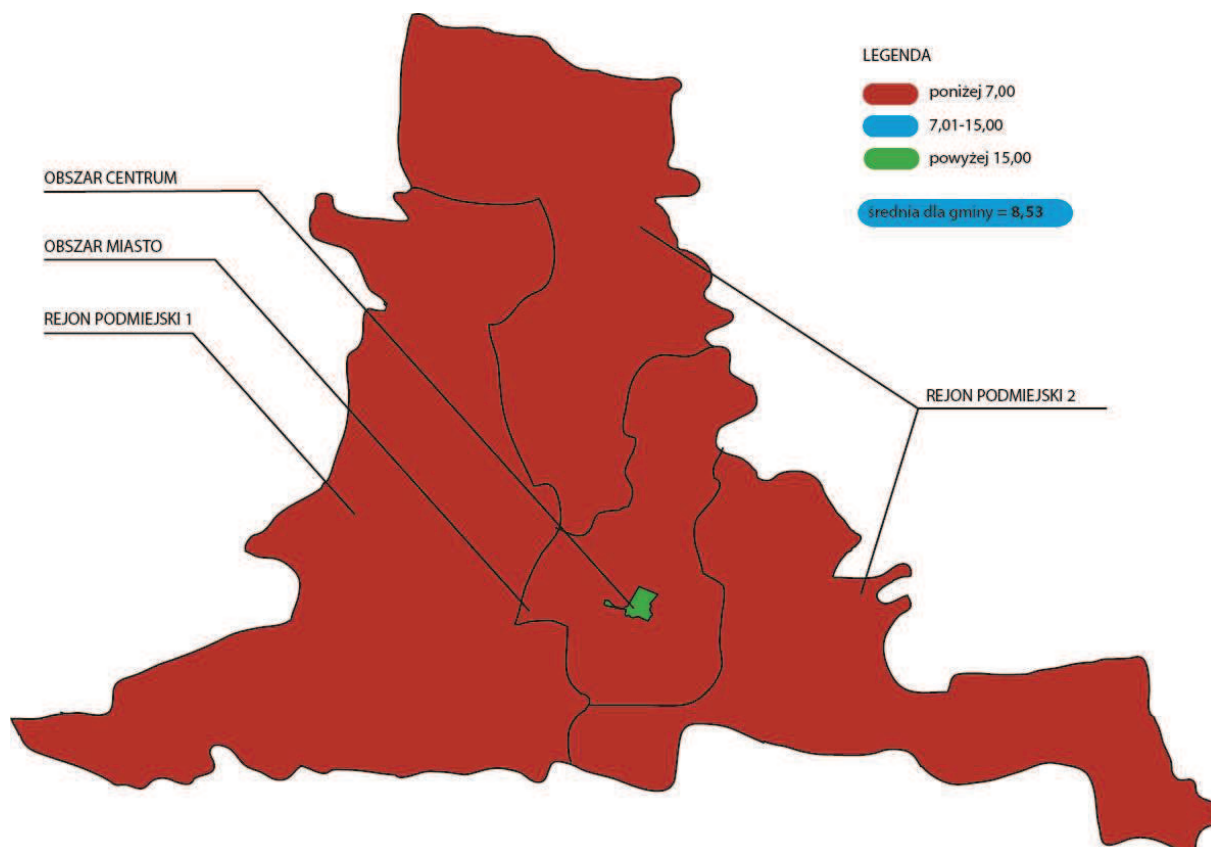 LEGENDA
poniżej 7,00
7,01-15,00
powyżej 15,00
średnia dla gminy = 8,53
OBSZAR CENTRUM
OBSZAR MIASTO
REJON PODMIEJSKI 1
REJON PODMIEJSKI 2